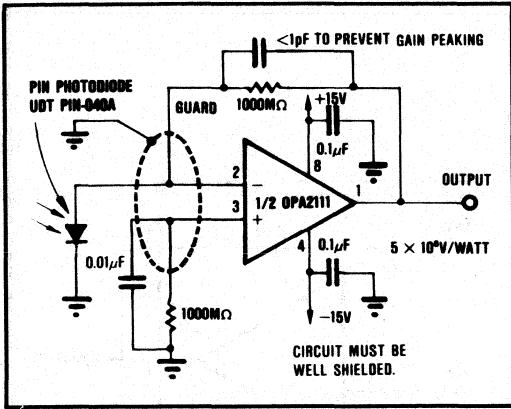 <1pF TO PREVENT GAIN PEAKING
PIN PHOTODIODE
UDT PIN-040A
GUARD
1000MΩ
+15V
0.1µF
8
2
−
3
+
1/2 OPA2111
1
OUTPUT
4
0.1µF
5 × 10⁸V/WATT
0.01µF
1000MΩ
−15V
CIRCUIT MUST BE
WELL SHIELDED.